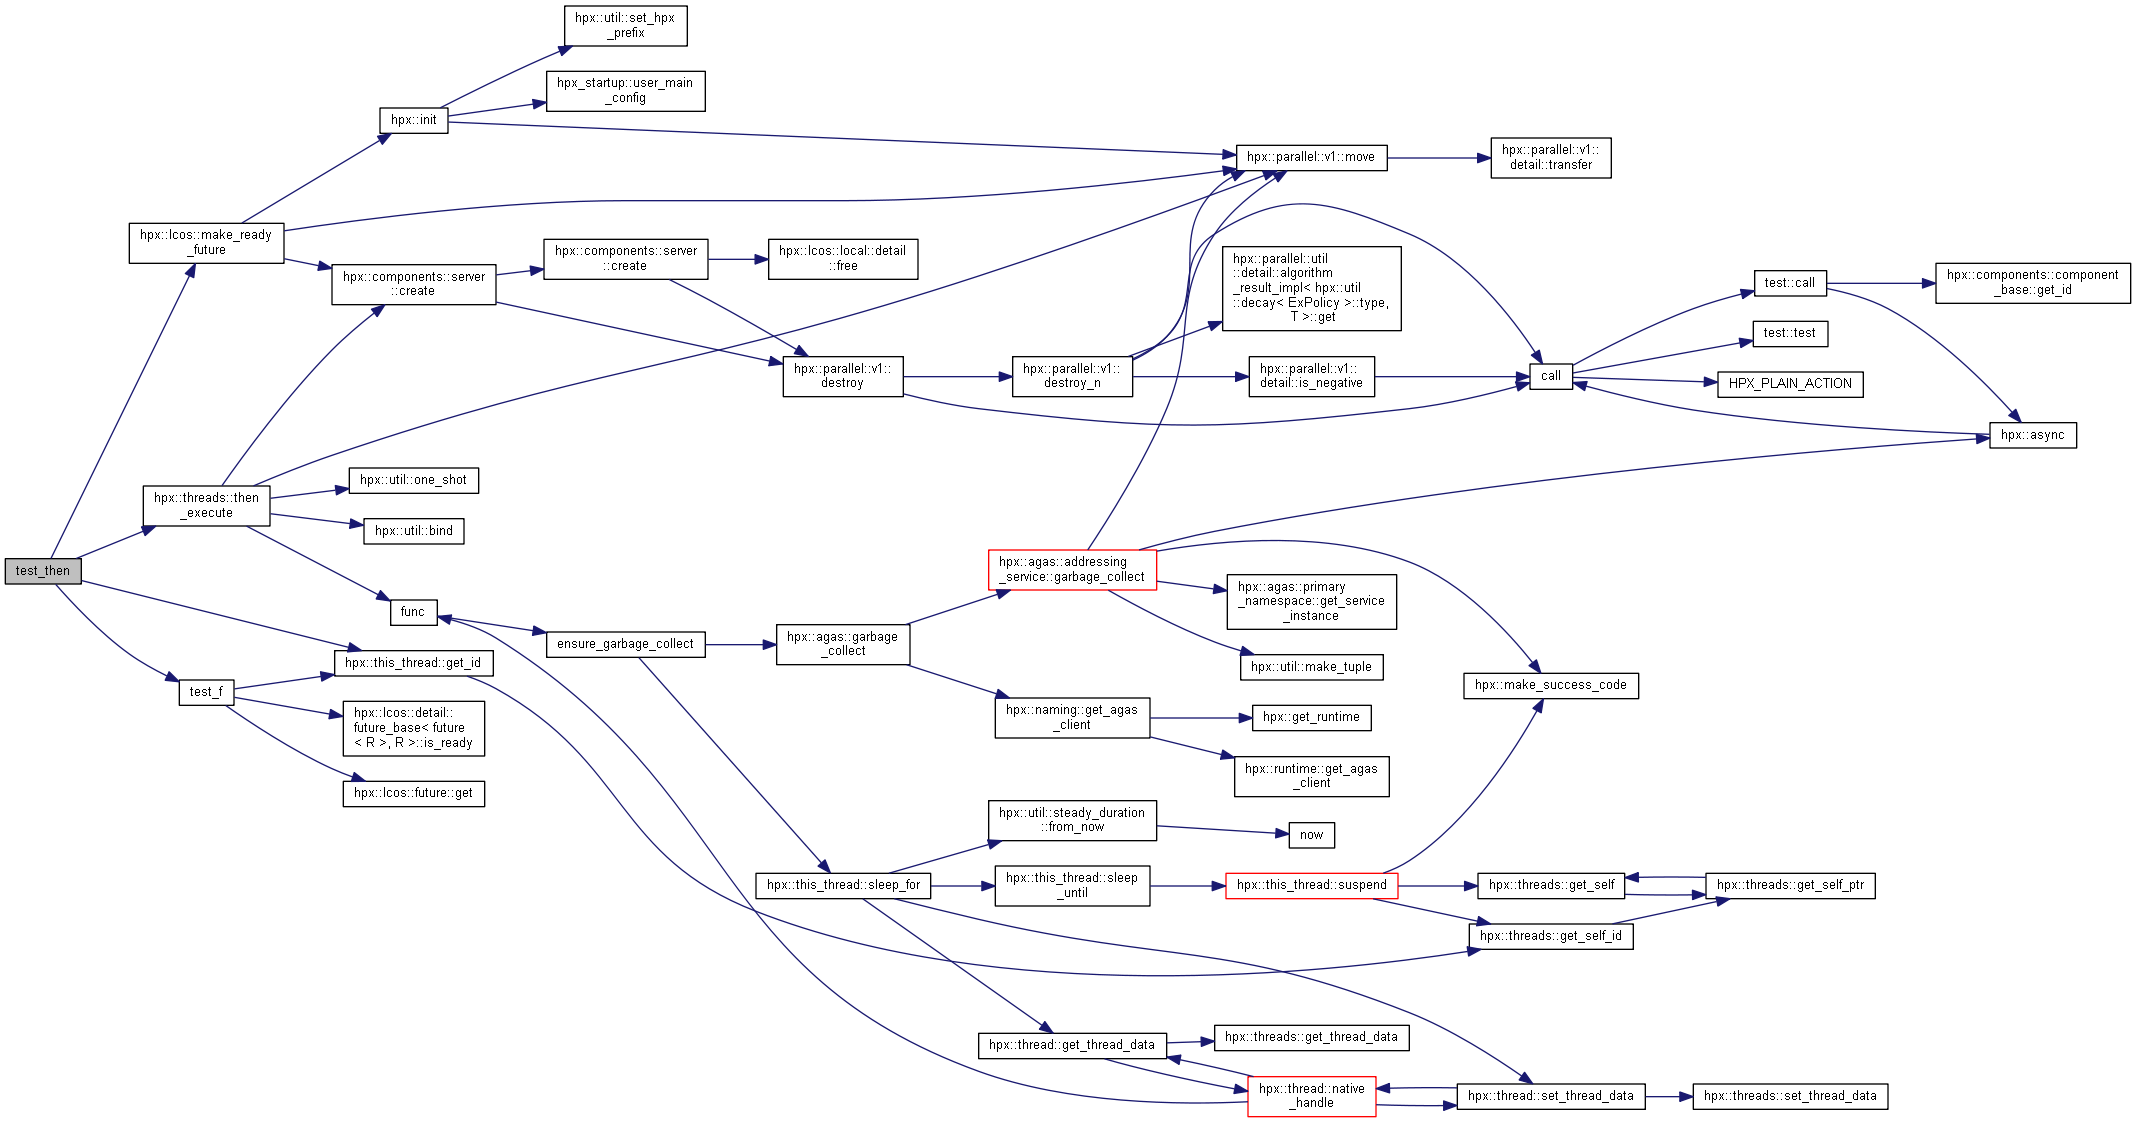 hpx::util::set_hpx
_prefix
hpx_startup::user_main
_config
hpx::init
hpx::parallel::v1::move
hpx::parallel::v1::
detail::transfer
hpx::lcos::make_ready
_future
hpx::components::server
::create
hpx::components::server
::create
hpx::lcos::local::detail
::free
hpx::parallel::util
::detail::algorithm
_result_impl< hpx::util
::decay< ExPolicy >::type,
T >::get
test::call
hpx::components::component
_base::get_id
test::test
hpx::parallel::v1::
destroy
hpx::parallel::v1::
destroy_n
hpx::parallel::v1::
detail::is_negative
call
HPX_PLAIN_ACTION
hpx::async
hpx::util::one_shot
hpx::threads::then
_execute
hpx::util::bind
test_then
hpx::agas::addressing
_service::garbage_collect
hpx::agas::primary
_namespace::get_service
_instance
func
ensure_garbage_collect
hpx::agas::garbage
_collect
hpx::util::make_tuple
hpx::this_thread::get_id
test_f
hpx::make_success_code
hpx::lcos::detail::
future_base< future
< R >, R >::is_ready
hpx::naming::get_agas
_client
hpx::get_runtime
hpx::runtime::get_agas
_client
hpx::lcos::future::get
hpx::util::steady_duration
::from_now
now
hpx::this_thread::sleep_for
hpx::this_thread::sleep
_until
hpx::this_thread::suspend
hpx::threads::get_self
hpx::threads::get_self_ptr
hpx::threads::get_self_id
hpx::thread::get_thread_data
hpx::threads::get_thread_data
hpx::thread::native
_handle
hpx::thread::set_thread_data
hpx::threads::set_thread_data